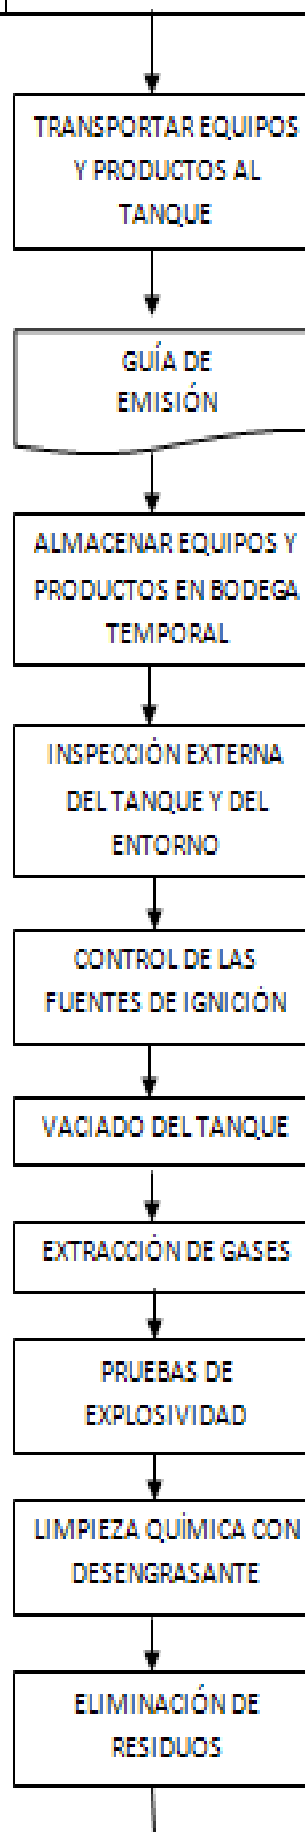 TRANSPORTAR EQUIPOS
Y PRODUCTOS AL
TANQUE
GUÍA DE
EMISIÓN
ALMACENAR EQUIPOS Y
PRODUCTOS EN BODEGA
TEMPORAL
INSPECCIÓN EXTERNA
DEL TANQUE Y DEL
ENTORNO
CONTROL DE LAS
FUENTES DE IGNICIÓN
VACIADO DEL TANQUE
EXTRACCIÓN DE GASES
PRUEBAS DE
EXPLOSIVIDAD
LIMPIEZA QUÍMICA CON
DESENGRASANTE
ELIMINACIÓN DE
RESIDUOS